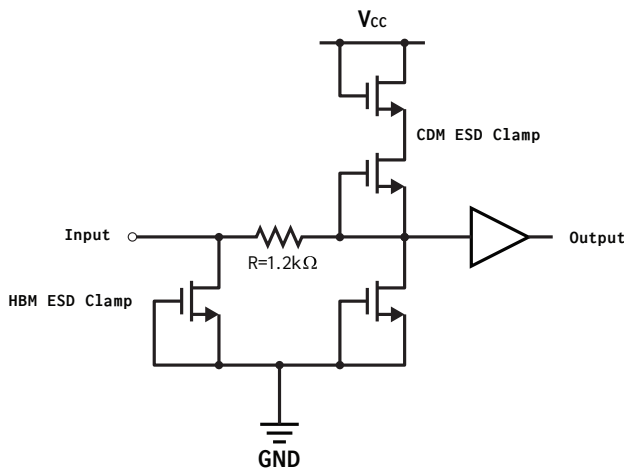 Vcc
CDM ESD Clamp
Input
Output
R=1.2kΩ
HBM ESD Clamp
GND